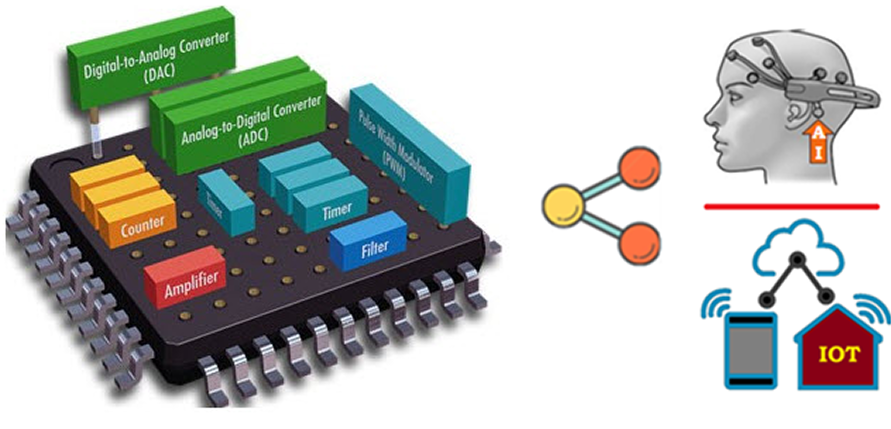 Digital-to-Analog Converter
(DAC)
Analog-to-Digital Converter
(ADC)
Pulse Width Modulator
(PWM)
Counter
Timer
Timer
Filter
Amplifier
A
I
IOT